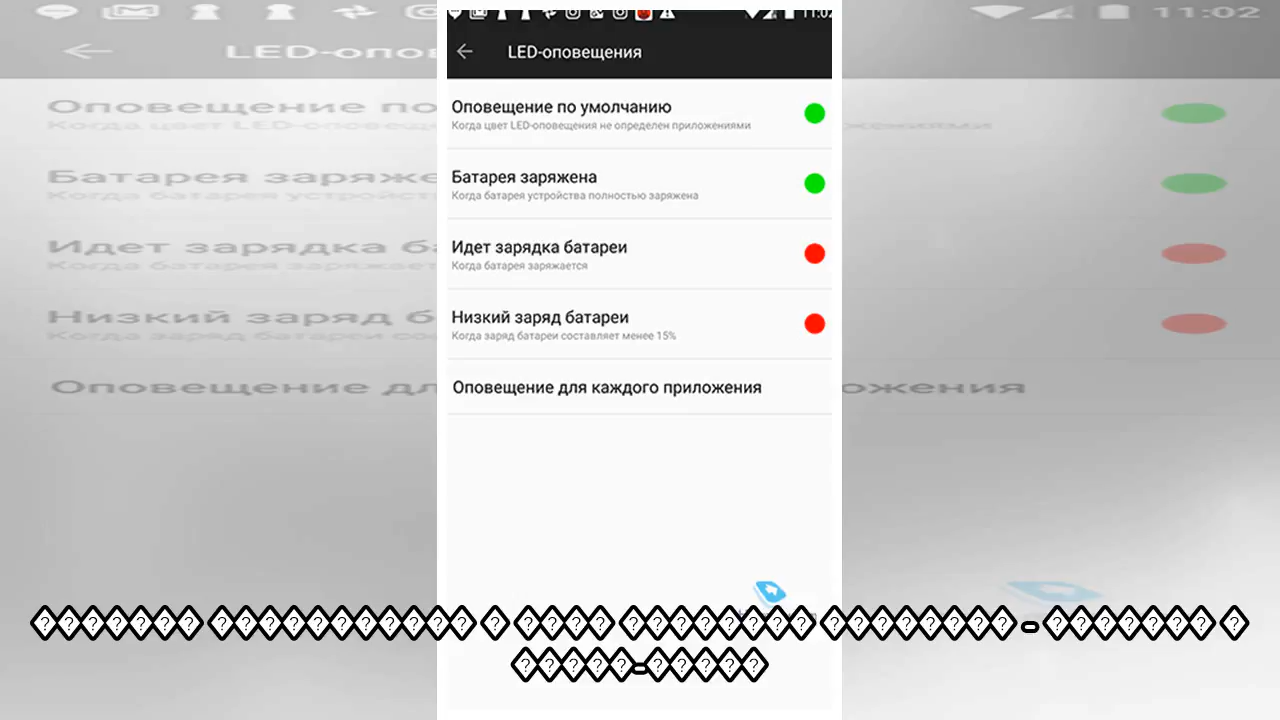 11:02
LED-оповещения
Оповещение по умолчанию
Когда цвет LED-оповещения не определен приложениями
Батарея заряжена
Когда батарея устройства полностью заряжена
Идет зарядка батареи
Когда батарея заряжается
Низкий заряд батареи
Когда заряд батареи составляет менее 15%
Оповещение для каждого приложения